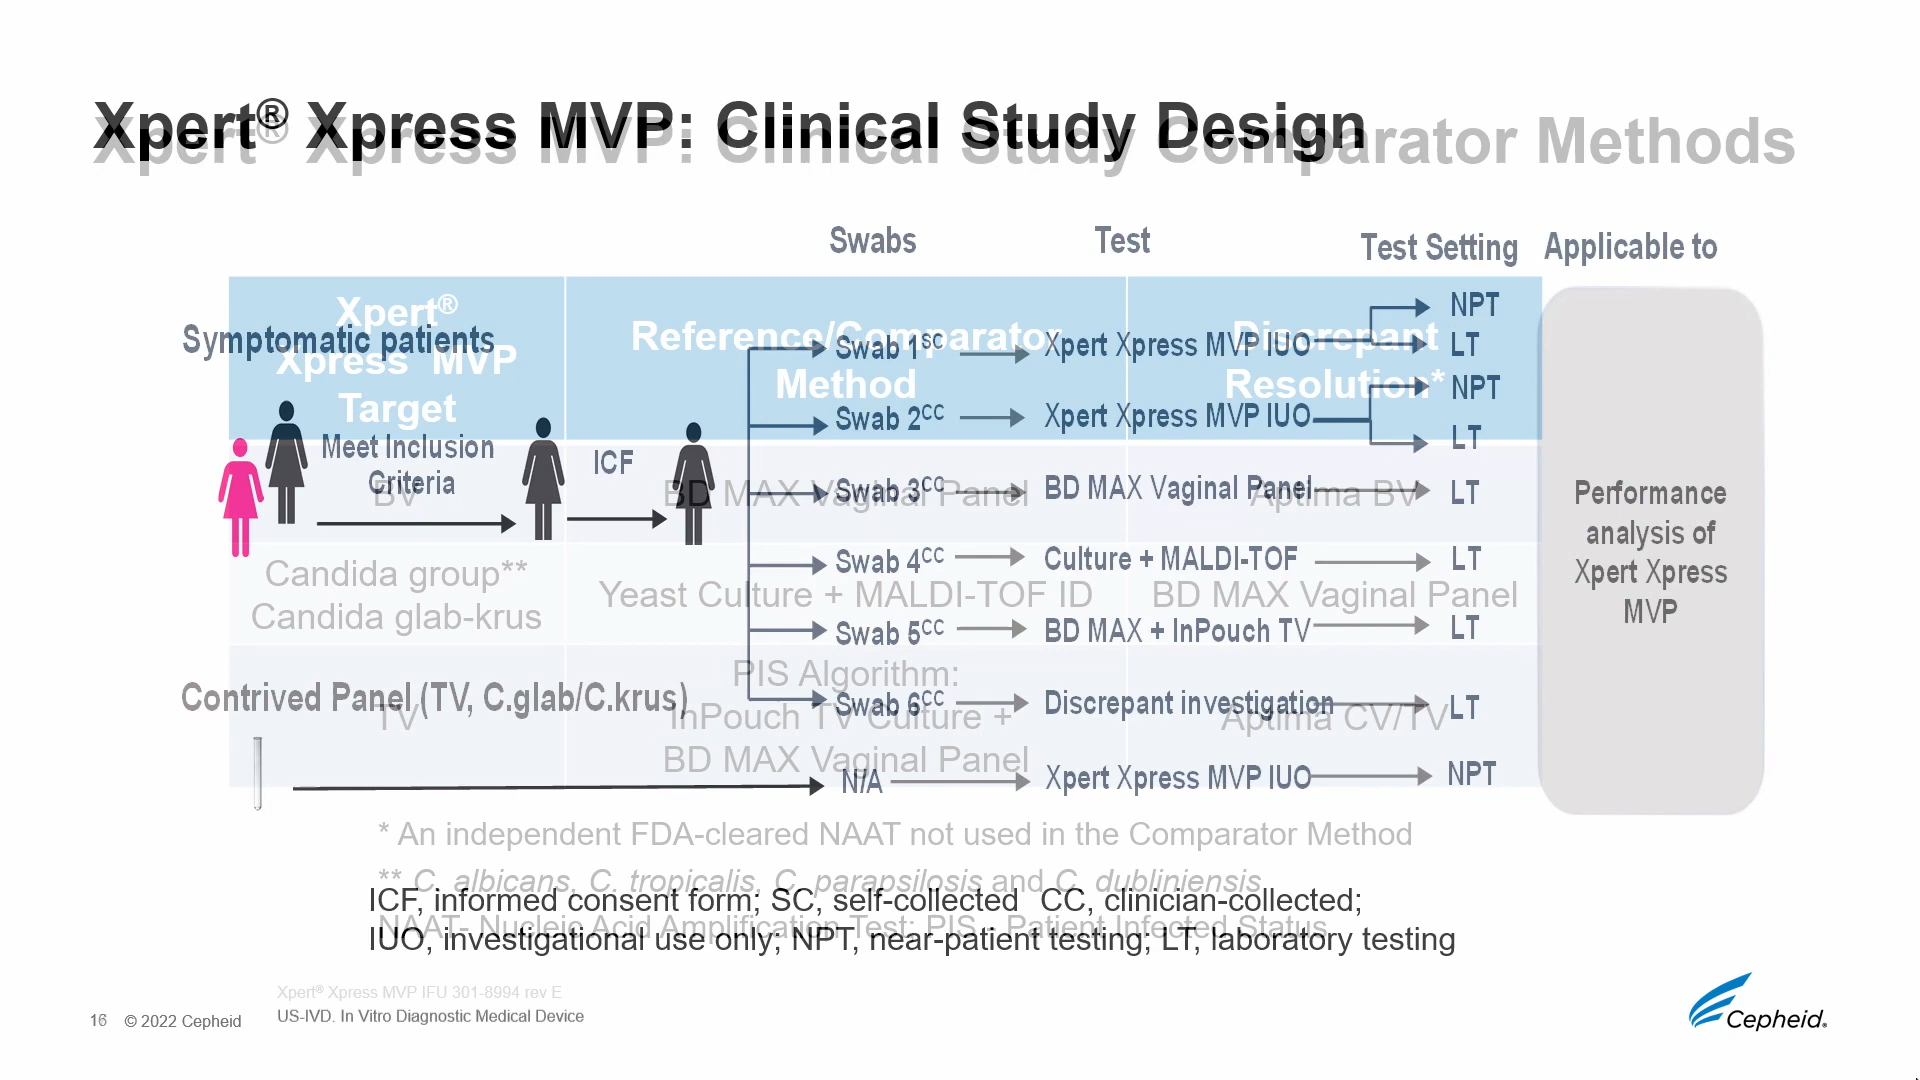 Xpert® Xpress MVP: Clinical Study Design
Xpert® Xpress MVP: Clinical Study Comparator Methods
Swabs
Test
Test Setting
Applicable to
Symptomatic patients
Meet Inclusion
Criteria
ICF
Swab 1SC
Xpert Xpress MVP IUO
NPT
LT
Swab 2CC
Xpert Xpress MVP IUO
NPT
LT
Swab 3CC
BD MAX Vaginal Panel
LT
Swab 4CC
Culture + MALDI-TOF
LT
Swab 5CC
BD MAX + InPouch TV
LT
Swab 6CC
Discrepant investigation
LT
Contrived Panel (TV, C.glab/C.krus)
N/A
Xpert Xpress MVP IUO
NPT
Performance
analysis of
Xpert Xpress
MVP
ICF, informed consent form; SC, self-collected CC, clinician-collected;
IUO, investigational use only; NPT, near-patient testing; LT, laboratory testing
Xpert®
Xpress MVP
Target
Reference/Comparator
Method
Discrepant
Resolution*
BV
BD MAX Vaginal Panel
Aptima BV
Candida group**
Candida glab-krus
Yeast Culture + MALDI-TOF ID
BD MAX Vaginal Panel
TV
PIS Algorithm:
InPouch TV Culture +
BD MAX Vaginal Panel
Aptima CV/TV
* An independent FDA-cleared NAAT not used in the Comparator Method
** C. albicans, C. tropicalis, C. parapsilosis and C. dubliniensis
NAAT- Nucleic Acid Amplification Test; PIS - Patient Infected Status
Xpert® Xpress MVP IFU 301-8994 rev E
16 © 2022 Cepheid
US-IVD. In Vitro Diagnostic Medical Device
Cepheid®